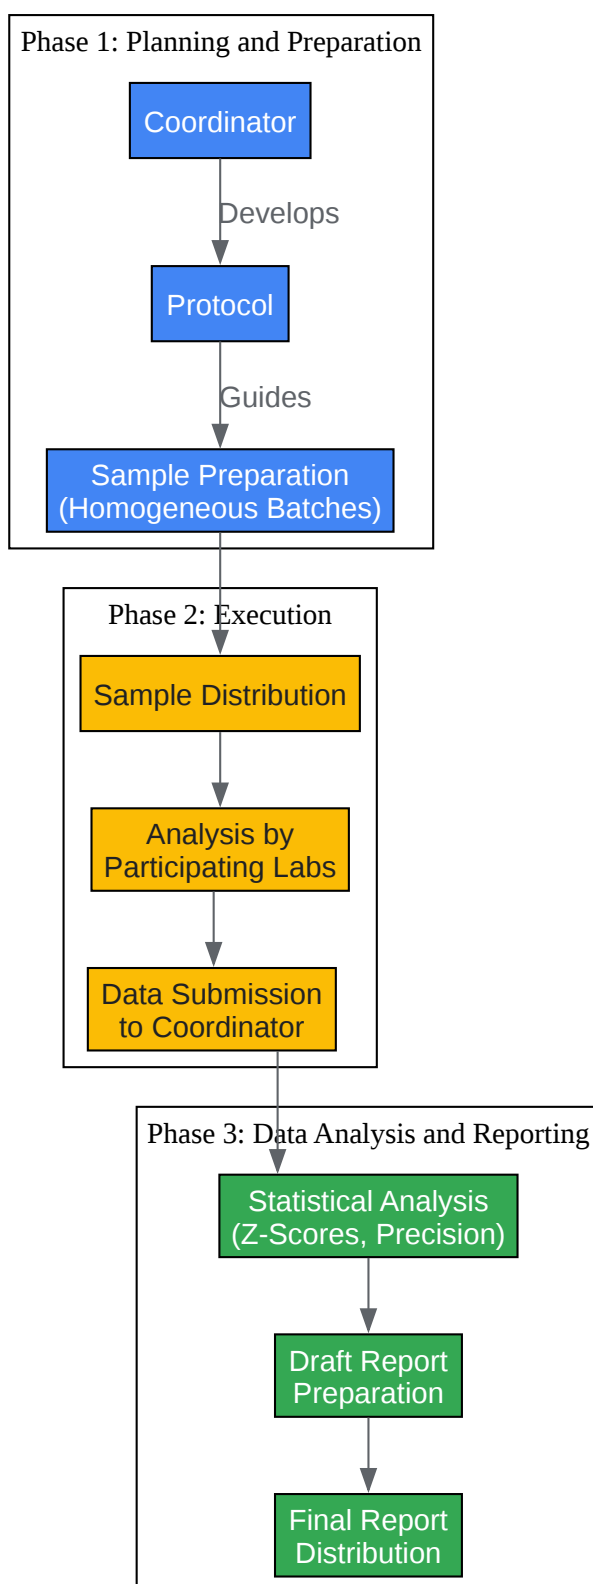 Phase 1: Planning and Preparation
Coordinator
Develops
Protocol
Guides
Sample Preparation
(Homogeneous Batches)
Phase 2: Execution
Sample Distribution
Analysis by
Participating Labs
Data Submission
to Coordinator
Phase 3: Data Analysis and Reporting
Statistical Analysis
(Z-Scores, Precision)
Draft Report
Preparation
Final Report
Distribution